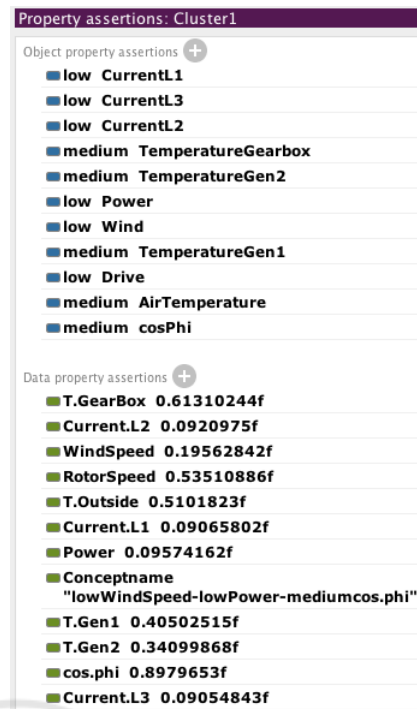 Property assertions: Cluster1
Object property assertions
low CurrentL1
low CurrentL3
low CurrentL2
medium TemperatureGearbox
medium TemperatureGen2
low Power
low Wind
medium TemperatureGen1
low Drive
medium AirTemperature
medium cosPhi
Data property assertions
T.GearBox 0.61310244f
Current.L2 0.0920975f
WindSpeed 0.19562842f
RotorSpeed 0.53510886f
T.Outside 0.5101823f
Current.L1 0.09065802f
Power 0.09574162f
Conceptname
"lowWindSpeed-lowPower-mediumcos.phi"
T.Gen1 0.40502515f
T.Gen2 0.34099868f
cos.phi 0.8979653f
Current.L3 0.09054843f